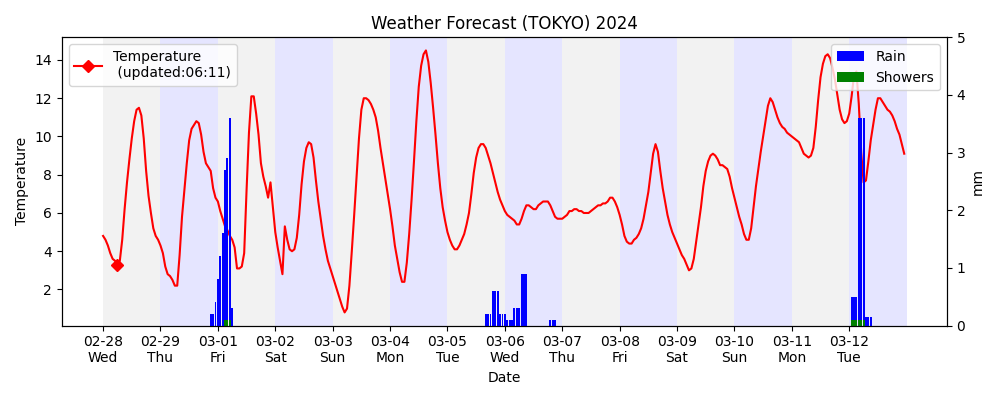 Weather Forecast (TOKYO) 2024
Temperature
(updated:06:11)
Rain
Showers
Temperature
14
12
10
8
6
4
2
5
4
3
2
1
0
mm
02-28 02-29 03-01 03-02 03-03 03-04 03-05 03-06 03-07 03-08 03-09 03-10 03-11 03-12
Wed Thu Fri Sat Sun Mon Tue Wed Thu Fri Sat Sun Mon Tue
Date